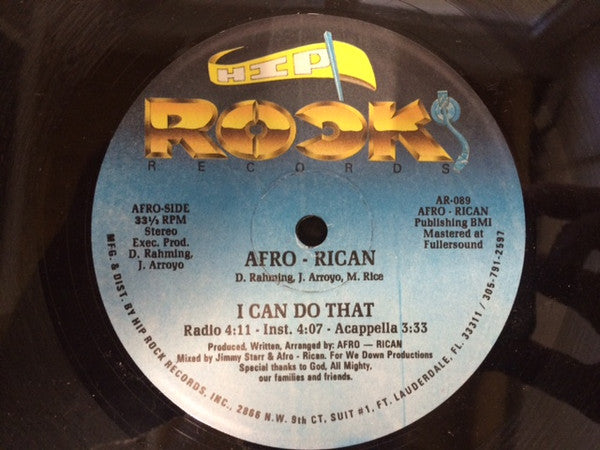 HIP
ROCK
RECORDS
AFRO-SIDE
33⅓ RPM
Stereo
Exec. Prod.
D. Rahming,
J. Arroyo
AR-089
AFRO - RICAN
Publishing BMI
Mastered at
Fullersound
AFRO - RICAN
D. Rahming, J. Arroyo, M. Rice
I CAN DO THAT
Radio 4:11 - Inst. 4:07 - Acappella 3:33
Produced, Written, Arranged by: AFRO — RICAN
Mixed by Jimmy Starr & Afro - Rican. For We Down Productions
Special thanks to God, All Mighty,
our families and friends.
MFG. & DIST. BY HIP ROCK RECORDS, INC., 2866 N.W. 9th CT, SUIT #1, FT. LAUDERDALE, FL. 33311 / 305-791-2597